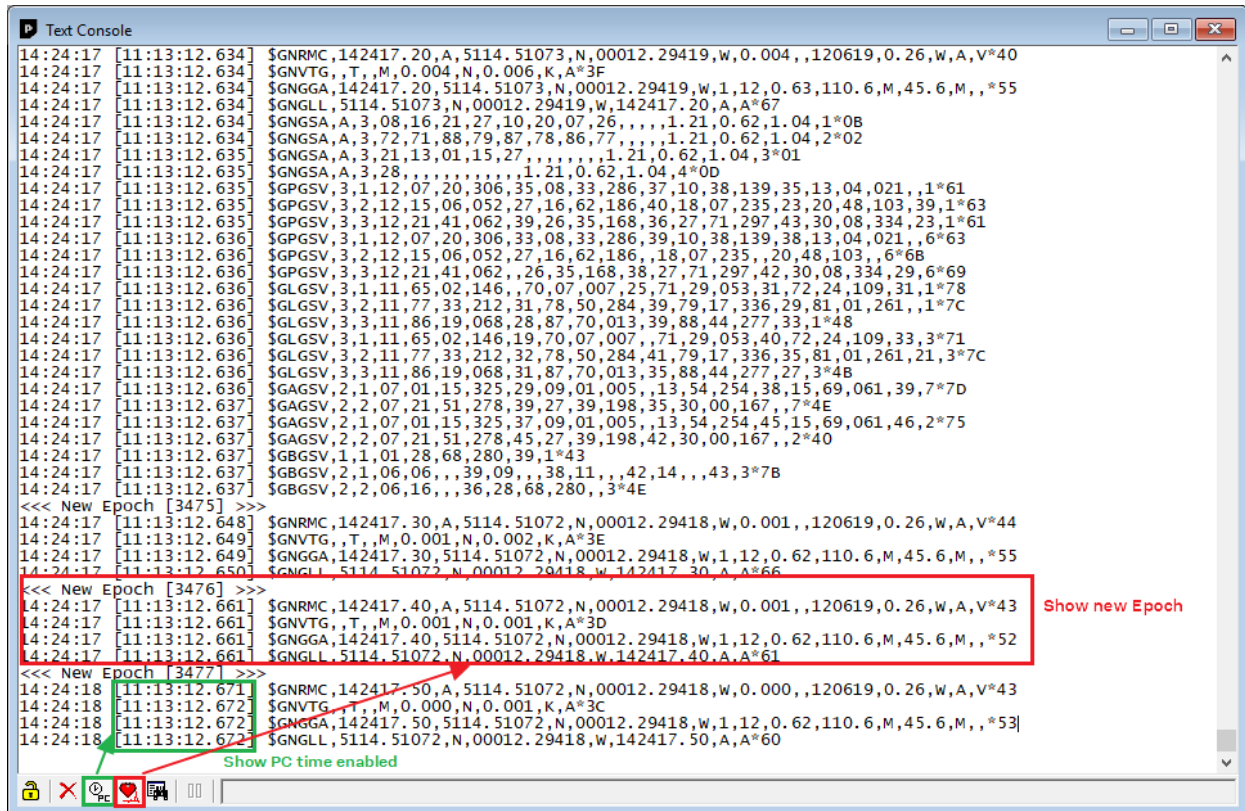 Text Console
14:24:17 [11:13:12.634] $GNRMC,142417.20,A,5114.51073,N,00012.29419,W,0.004,,120619,0.26,W,A,V*40
14:24:17 [11:13:12.634] $GNVTG,,T,,M,0.004,N,0.006,K,A*3F
14:24:17 [11:13:12.634] $GNGGA,142417.20,5114.51073,N,00012.29419,W,1,12,0.63,110.6,M,45.6,M,,*55
14:24:17 [11:13:12.634] $GNGLL,5114.51073,N,00012.29419,W,142417.20,A,A*67
14:24:17 [11:13:12.634] $GNGSA,A,3,08,16,21,27,10,20,07,26,,,,,1.21,0.62,1.04,1*0B
14:24:17 [11:13:12.634] $GNGSA,A,3,72,71,88,79,87,78,86,77,,,,,1.21,0.62,1.04,2*02
14:24:17 [11:13:12.635] $GNGSA,A,3,21,13,01,15,27,,,,,,,,1.21,0.62,1.04,3*01
14:24:17 [11:13:12.635] $GNGSA,A,3,28,,,,,,,,,,,,1.21,0.62,1.04,4*0D
14:24:17 [11:13:12.635] $GPGSV,3,1,12,07,20,306,35,08,33,286,37,10,38,139,35,13,04,021,,1*61
14:24:17 [11:13:12.635] $GPGSV,3,2,12,15,06,052,27,16,62,186,40,18,07,235,23,20,48,103,39,1*63
14:24:17 [11:13:12.635] $GPGSV,3,3,12,21,41,062,39,26,35,168,36,27,71,297,43,30,08,334,23,1*61
14:24:17 [11:13:12.636] $GPGSV,3,1,12,07,20,306,33,08,33,286,39,10,38,139,38,13,04,021,,6*63
14:24:17 [11:13:12.636] $GPGSV,3,2,12,15,06,052,27,16,62,186,,18,07,235,,20,48,103,,6*6B
14:24:17 [11:13:12.636] $GPGSV,3,3,12,21,41,062,,26,35,168,38,27,71,297,42,30,08,334,29,6*69
14:24:17 [11:13:12.636] $GLGSV,3,1,11,65,02,146,,70,07,007,25,71,29,053,31,72,24,109,31,1*78
14:24:17 [11:13:12.636] $GLGSV,3,2,11,77,33,212,31,78,50,284,39,79,17,336,29,81,01,261,,1*7C
14:24:17 [11:13:12.636] $GLGSV,3,3,11,86,19,068,28,87,70,013,39,88,44,277,33,1*48
14:24:17 [11:13:12.636] $GLGSV,3,1,11,65,02,146,19,70,07,007,,71,29,053,40,72,24,109,33,3*71
14:24:17 [11:13:12.636] $GLGSV,3,2,11,77,33,212,32,78,50,284,41,79,17,336,35,81,01,261,21,3*7C
14:24:17 [11:13:12.636] $GLGSV,3,3,11,86,19,068,31,87,70,013,35,88,44,277,27,3*4B
14:24:17 [11:13:12.636] $GAGSV,2,1,07,01,15,325,29,09,01,005,,13,54,254,38,15,69,061,39,7*7D
14:24:17 [11:13:12.637] $GAGSV,2,2,07,21,51,278,39,27,39,198,35,30,00,167,,7*4E
14:24:17 [11:13:12.637] $GAGSV,2,1,07,01,15,325,37,09,01,005,,13,54,254,45,15,69,061,46,2*75
14:24:17 [11:13:12.637] $GAGSV,2,2,07,21,51,278,45,27,39,198,42,30,00,167,,2*40
14:24:17 [11:13:12.637] $GBGSV,1,1,01,28,68,280,39,1*43
14:24:17 [11:13:12.637] $GBGSV,2,1,06,06,,,39,09,,,38,11,,,42,14,,,43,3*7B
14:24:17 [11:13:12.637] $GBGSV,2,2,06,16,,,36,28,68,280,,3*4E
<<< New Epoch [3475] >>>
14:24:17 [11:13:12.648] $GNRMC,142417.30,A,5114.51072,N,00012.29418,W,0.001,,120619,0.26,W,A,V*44
14:24:17 [11:13:12.649] $GNVTG,,T,,M,0.001,N,0.002,K,A*3E
14:24:17 [11:13:12.649] $GNGGA,142417.30,5114.51072,N,00012.29418,W,1,12,0.62,110.6,M,45.6,M,,*55
14:24:17 [11:13:12.650] $GNGLL,5114.51072,N,00012.29418,W,142417.30,A,A*66
<<< New Epoch [3476] >>>
14:24:17 [11:13:12.661] $GNRMC,142417.40,A,5114.51072,N,00012.29418,W,0.001,,120619,0.26,W,A,V*43
Show new Epoch
14:24:17 [11:13:12.661] $GNVTG,,T,,M,0.001,N,0.001,K,A*3D
14:24:17 [11:13:12.661] $GNGGA,142417.40,5114.51072,N,00012.29418,W,1,12,0.62,110.6,M,45.6,M,,*52
14:24:17 [11:13:12.661] $GNGLL,5114.51072,N,00012.29418,W,142417.40,A,A*61
<<< New Epoch [3477] >>>
14:24:18 [11:13:12.671] $GNRMC,142417.50,A,5114.51072,N,00012.29418,W,0.000,,120619,0.26,W,A,V*43
14:24:18 [11:13:12.672] $GNVTG,,T,,M,0.000,N,0.001,K,A*3C
14:24:18 [11:13:12.672] $GNGGA,142417.50,5114.51072,N,00012.29418,W,1,12,0.62,110.6,M,45.6,M,,*53
14:24:18 [11:13:12.672] $GNGLL,5114.51072,N,00012.29418,W,142417.50,A,A*60
Show PC time enabled
PC